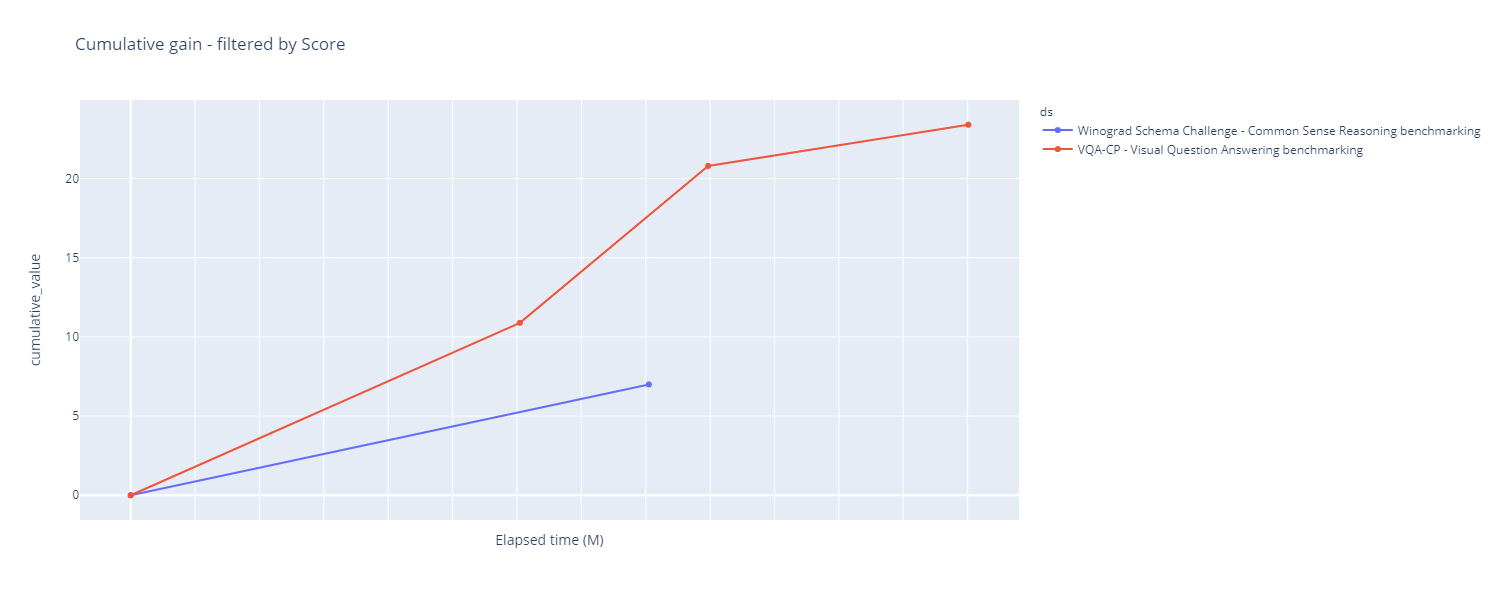 Cumulative gain - filtered by Score
ds
Winograd Schema Challenge - Common Sense Reasoning benchmarking
VQA-CP - Visual Question Answering benchmarking
cumulative_value
20
15
10
5
0
Elapsed time (M)